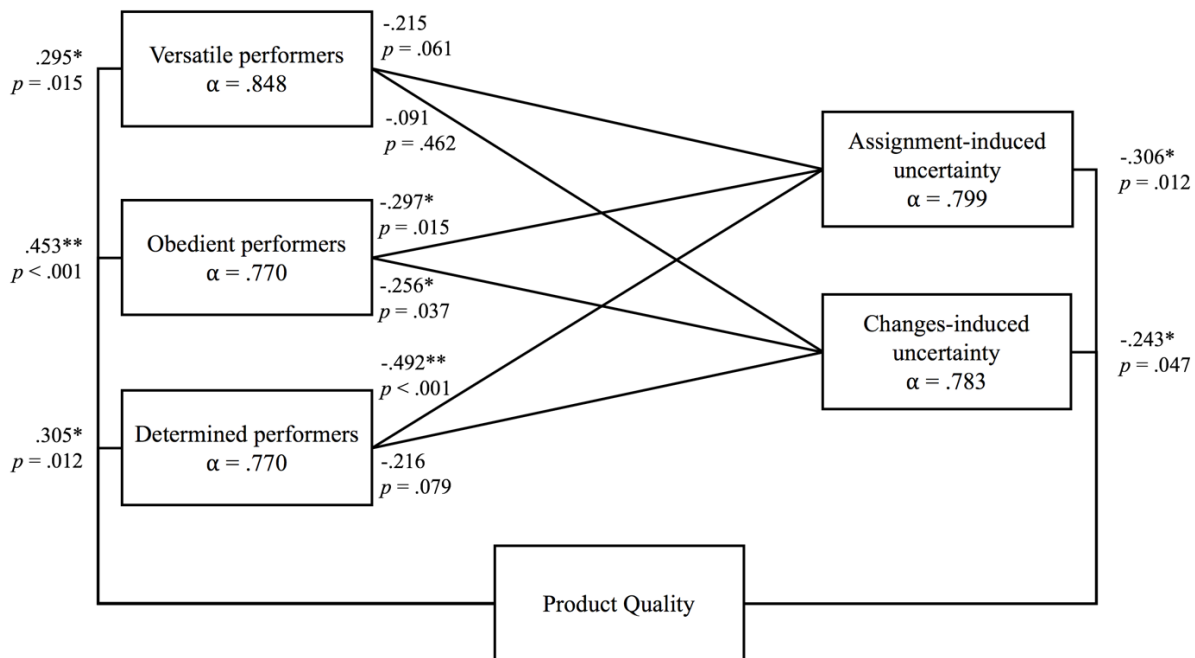 .295*
p = .015
Versatile performers
α = .848
-.215
p = .061
-.091
p = .462
.453**
p < .001
Obedient performers
α = .770
-.297*
p = .015
-.256*
p = .037
.305*
p = .012
Determined performers
α = .770
-.492**
p < .001
-.216
p = .079
Assignment-induced
uncertainty
α = .799
-.306*
p = .012
Changes-induced
uncertainty
α = .783
-.243*
p = .047
Product Quality